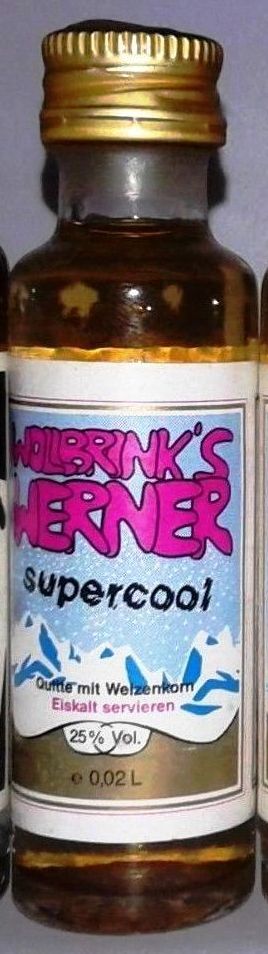 WOLLBRINK'S
WERNER
supercool
Quitte mit Weizenkorn
Eiskalt servieren
25% Vol.
℮ 0,02 L